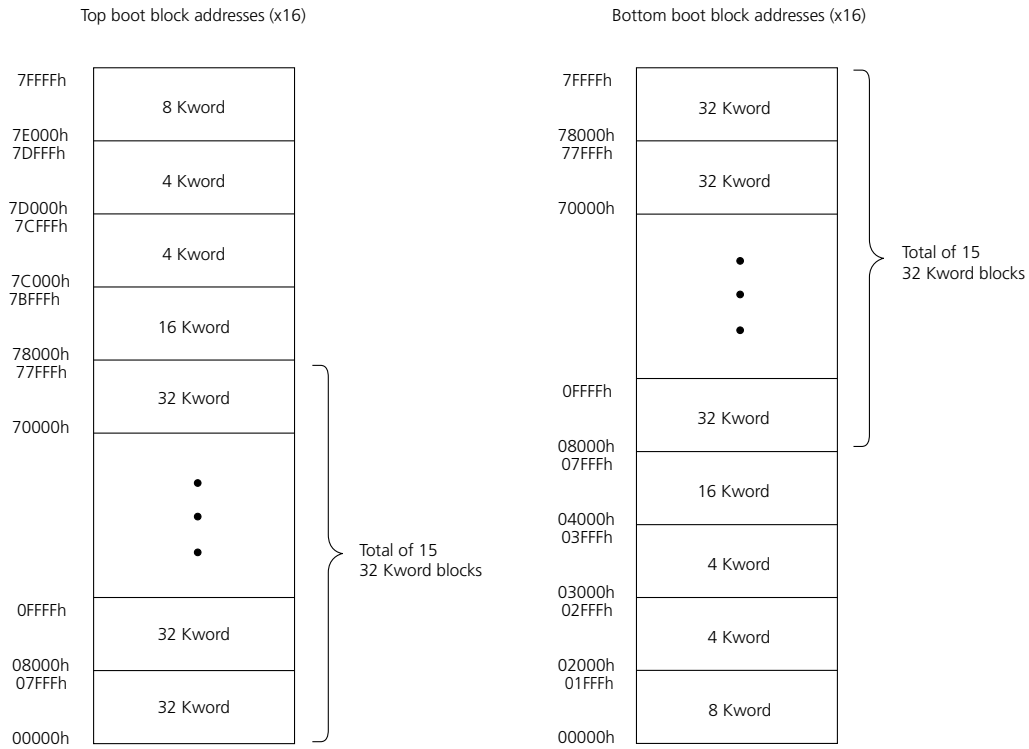 Top boot block addresses (x16)
7FFFFh
8 Kword
7E000h
7DFFFh
4 Kword
7D000h
7CFFFh
4 Kword
7C000h
7BFFFh
16 Kword
78000h
77FFFh
32 Kword
70000h
Total of 15
32 Kword blocks
0FFFFh
32 Kword
08000h
07FFFh
32 Kword
00000h
Bottom boot block addresses (x16)
7FFFFh
32 Kword
78000h
77FFFh
32 Kword
70000h
Total of 15
32 Kword blocks
0FFFFh
32 Kword
08000h
07FFFh
16 Kword
04000h
03FFFh
4 Kword
03000h
02FFFh
4 Kword
02000h
01FFFh
8 Kword
00000h